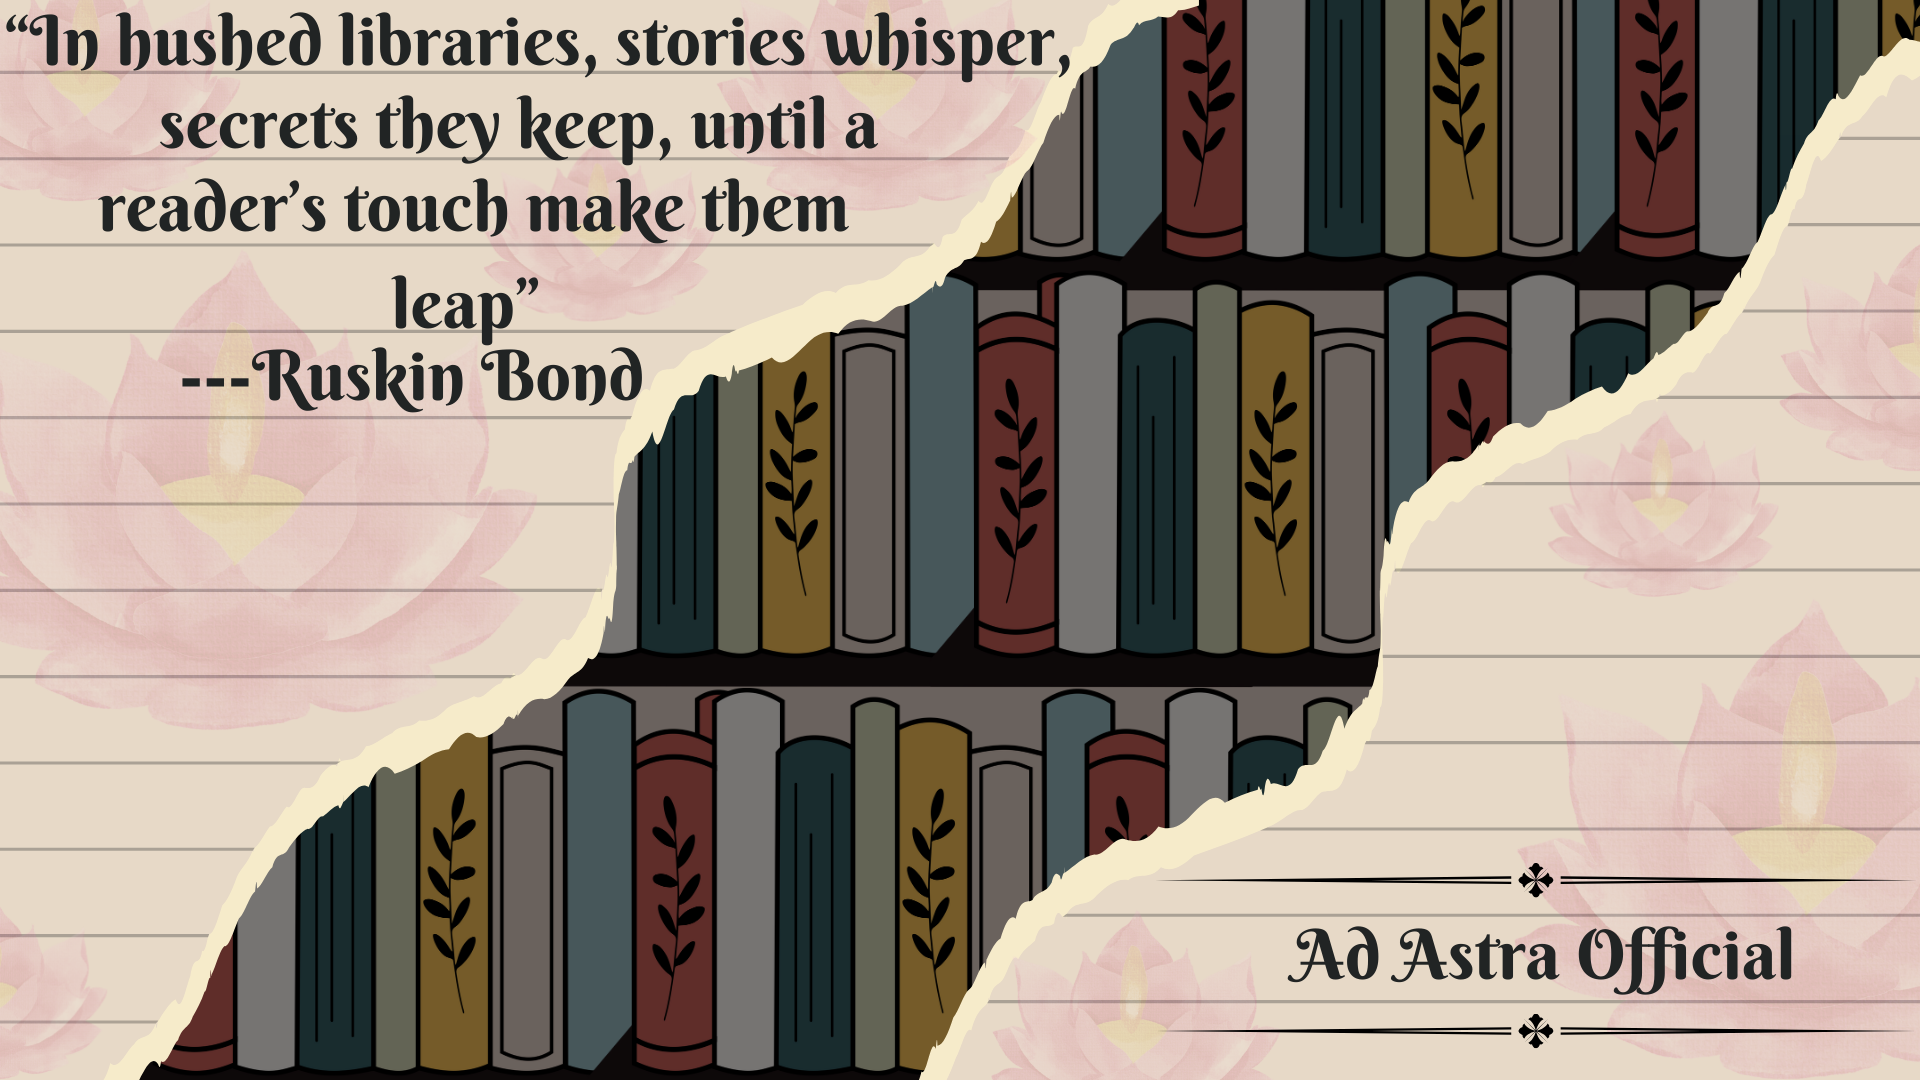 “In hushed libraries, stories whisper,
secrets they keep, until a
reader’s touch make them
leap”
---Ruskin Bond
Ad Astra Official